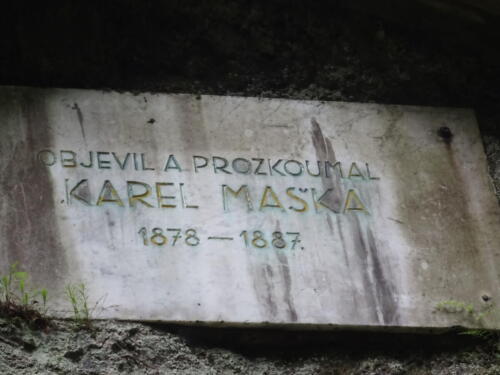 OBJEVIL A PROZKOUMAL
KAREL MAŠKA
1878 — 1887.